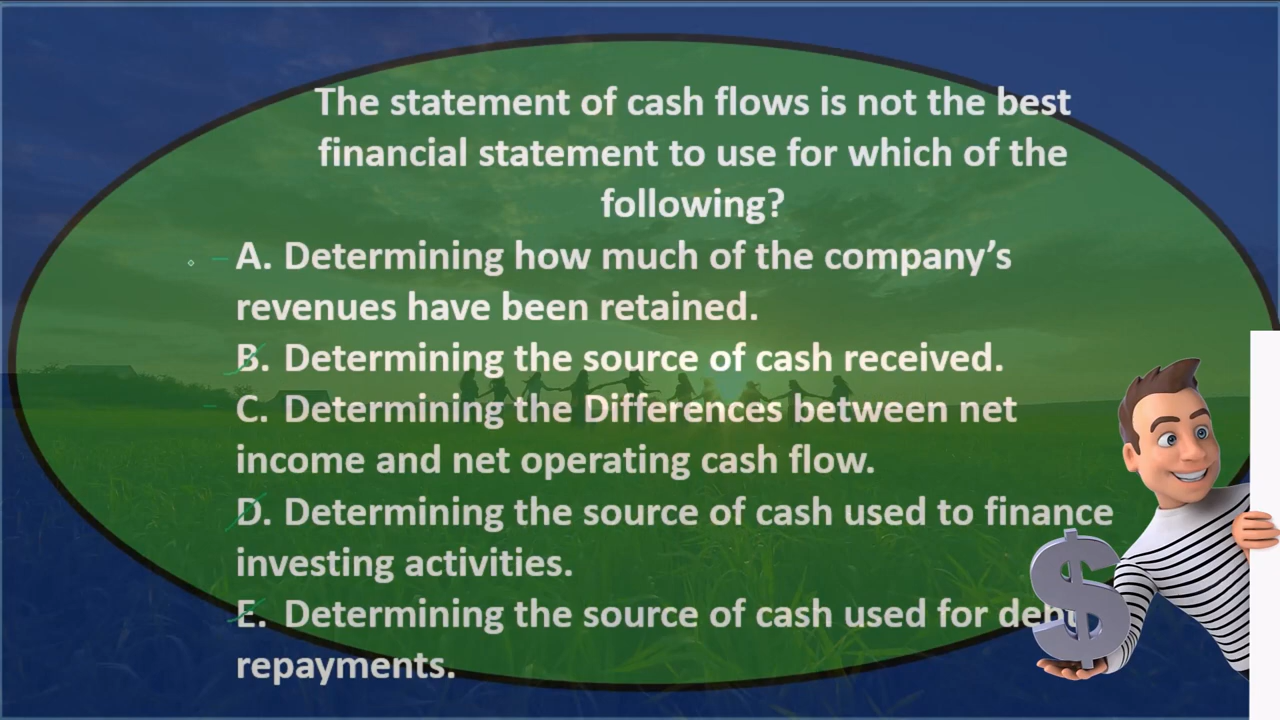 The statement of cash flows is not the best
financial statement to use for which of the
following?
A. Determining how much of the company’s
revenues have been retained.
B. Determining the source of cash received.
C. Determining the Differences between net
income and net operating cash flow.
D. Determining the source of cash used to finance
investing activities.
E. Determining the source of cash used for debt
repayments.